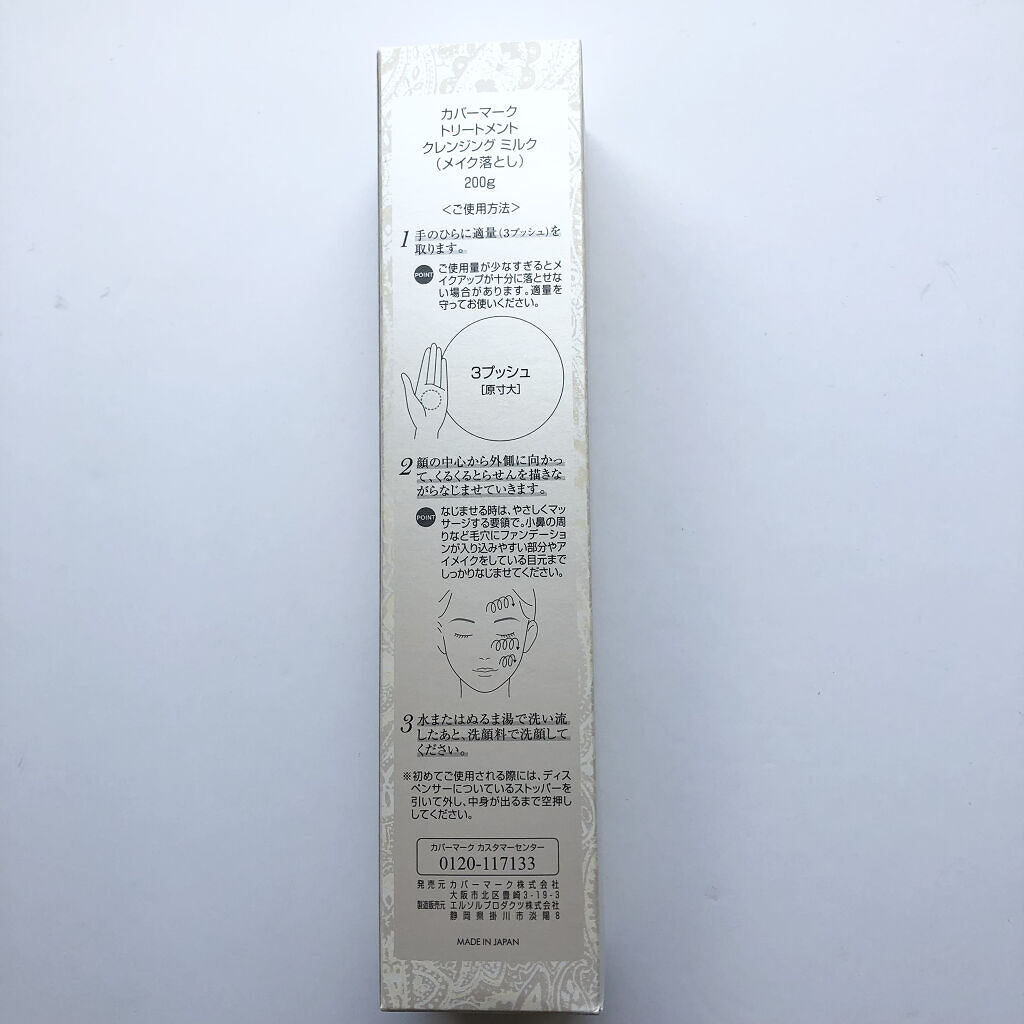 カバーマーク
トリートメント
クレンジング ミルク
（メイク落とし）
200g
＜ご使用方法＞
1 手のひらに適量(3プッシュ)を
取ります。
POINT ご使用量が少なすぎるとメ
イクアップが十分に落とせな
い場合があります。適量を
守ってお使いください。
3プッシュ
[原寸大]
2 顔の中心から外側に向かっ
て、くるくるとらせんを描きな
がらなじませていきます。
POINT なじませる時は、やさしくマッ
サージする要領で。小鼻の周
りなど毛穴にファンデーショ
ンが入り込みやすい部分やア
イメイクをしている目元まで
しっかりなじませてください。
3 水またはぬるま湯で洗い流
したあと、洗顔料で洗顔して
ください。
※初めてご使用される際には、ディス
ペンサーについているストッパーを
引いて外し、中身が出るまで空押し
してください。
カバーマーク カスタマーセンター
0120-117133
発売元 カバーマーク株式会社
大阪市北区豊崎3-19-3
製造販売元 エルソルプロダクツ株式会社
静岡県掛川市淡陽8
MADE IN JAPAN